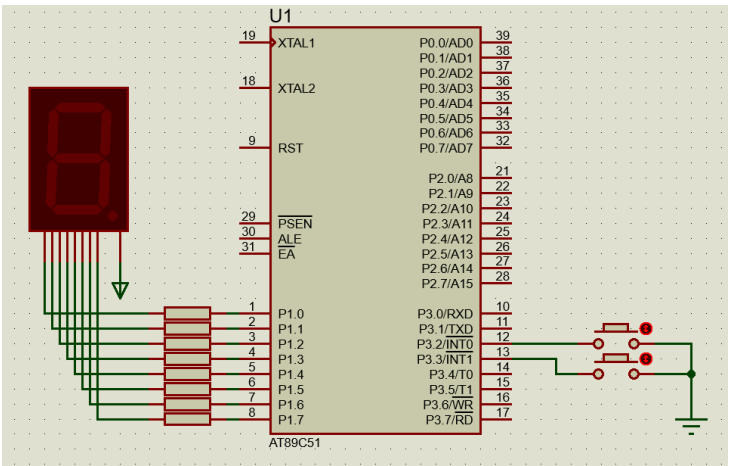 U1
19 XTAL1
18 XTAL2
9 RST
29 PSEN
30 ALE
31 EA
1 P1.0
2 P1.1
3 P1.2
4 P1.3
5 P1.4
6 P1.5
7 P1.6
8 P1.7
P0.0/AD0 39
P0.1/AD1 38
P0.2/AD2 37
P0.3/AD3 36
P0.4/AD4 35
P0.5/AD5 34
P0.6/AD6 33
P0.7/AD7 32
P2.0/A8 21
P2.1/A9 22
P2.2/A10 23
P2.3/A11 24
P2.4/A12 25
P2.5/A13 26
P2.6/A14 27
P2.7/A15 28
P3.0/RXD 10
P3.1/TXD 11
P3.2/INT0 12
P3.3/INT1 13
P3.4/T0 14
P3.5/T1 15
P3.6/WR 16
P3.7/RD 17
AT89C51